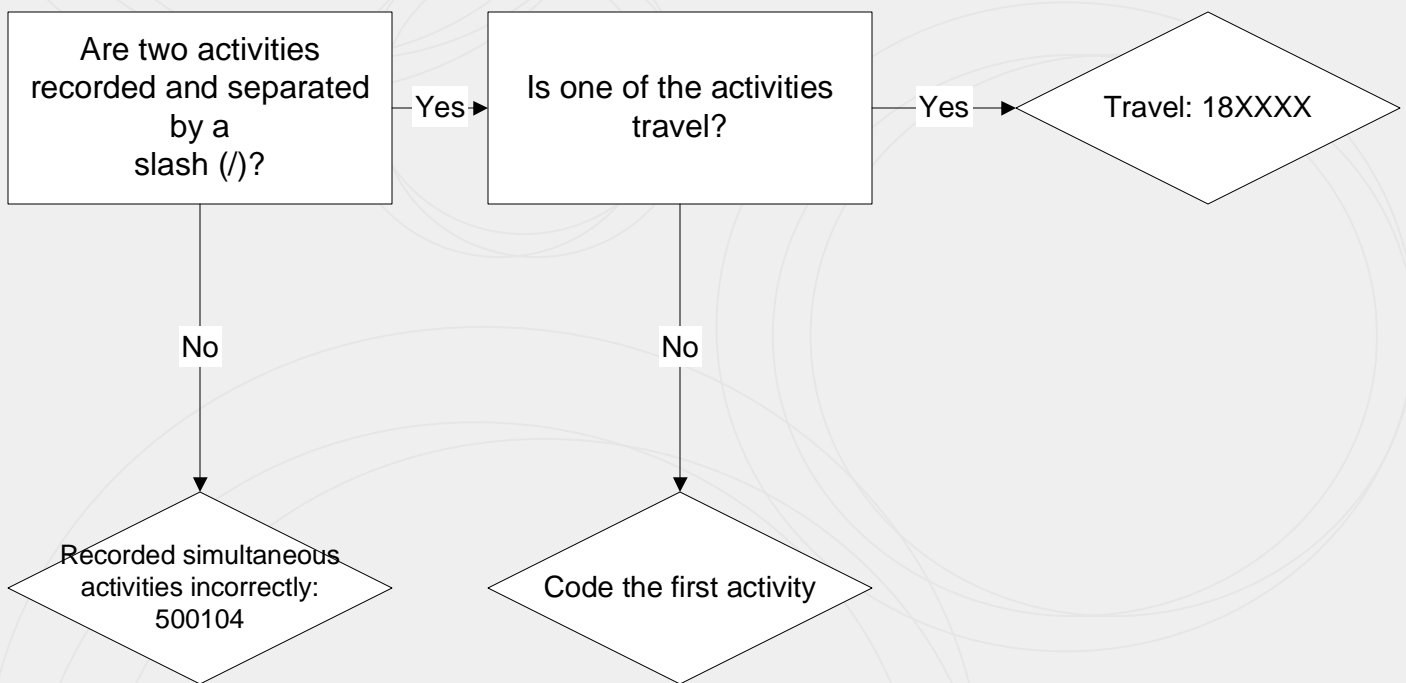 Are two activities
recorded and separated
by a
slash (/)?
Yes
Is one of the activities
travel?
Yes
Travel: 18XXXX
No
No
Recorded simultaneous
activities incorrectly:
500104
Code the first activity